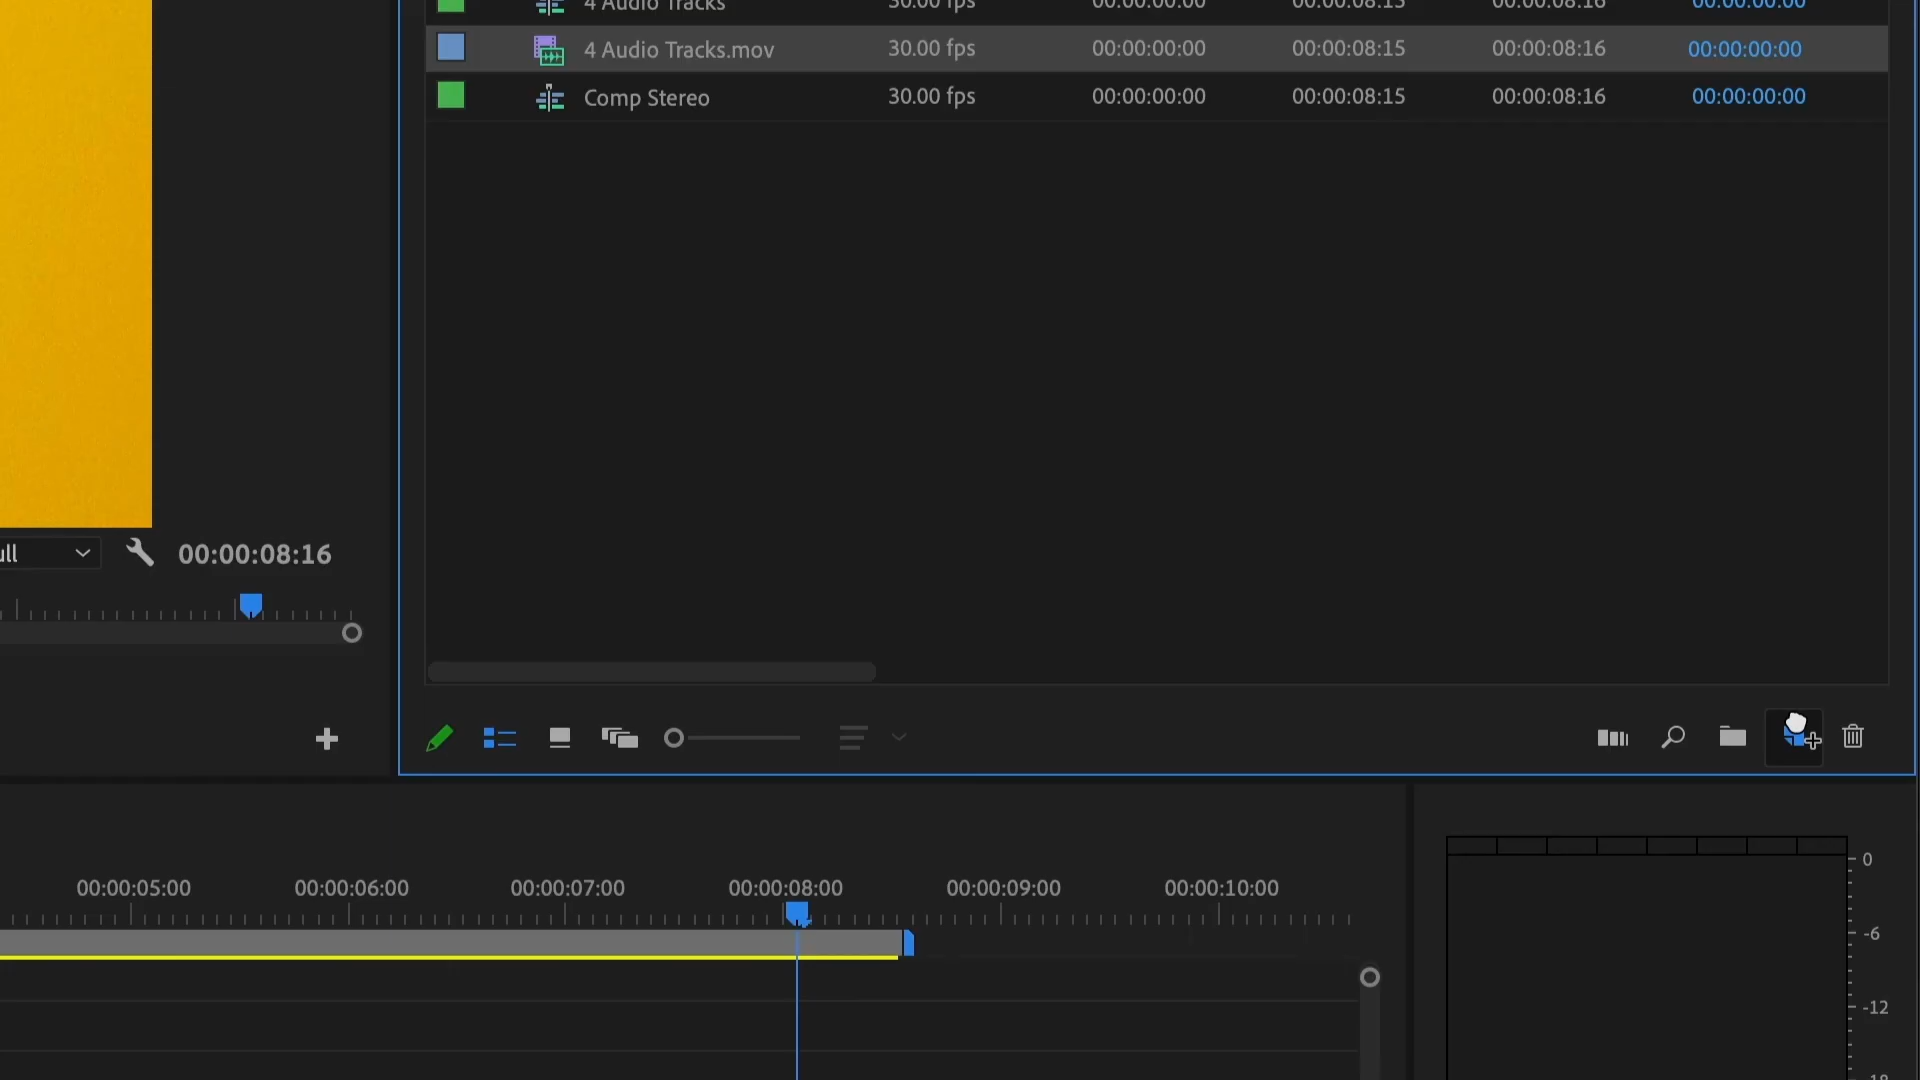 4 Audio Tracks 30.00 fps 00:00:00:00 00:00:08:15 00:00:08:16 00:00:00:00
4 Audio Tracks.mov 30.00 fps 00:00:00:00 00:00:08:15 00:00:08:16 00:00:00:00
Comp Stereo 30.00 fps 00:00:00:00 00:00:08:15 00:00:08:16 00:00:00:00
ull 00:00:08:16
00:00:05:00 00:00:06:00 00:00:07:00 00:00:08:00 00:00:09:00 00:00:10:00
0
-6
-12
-18